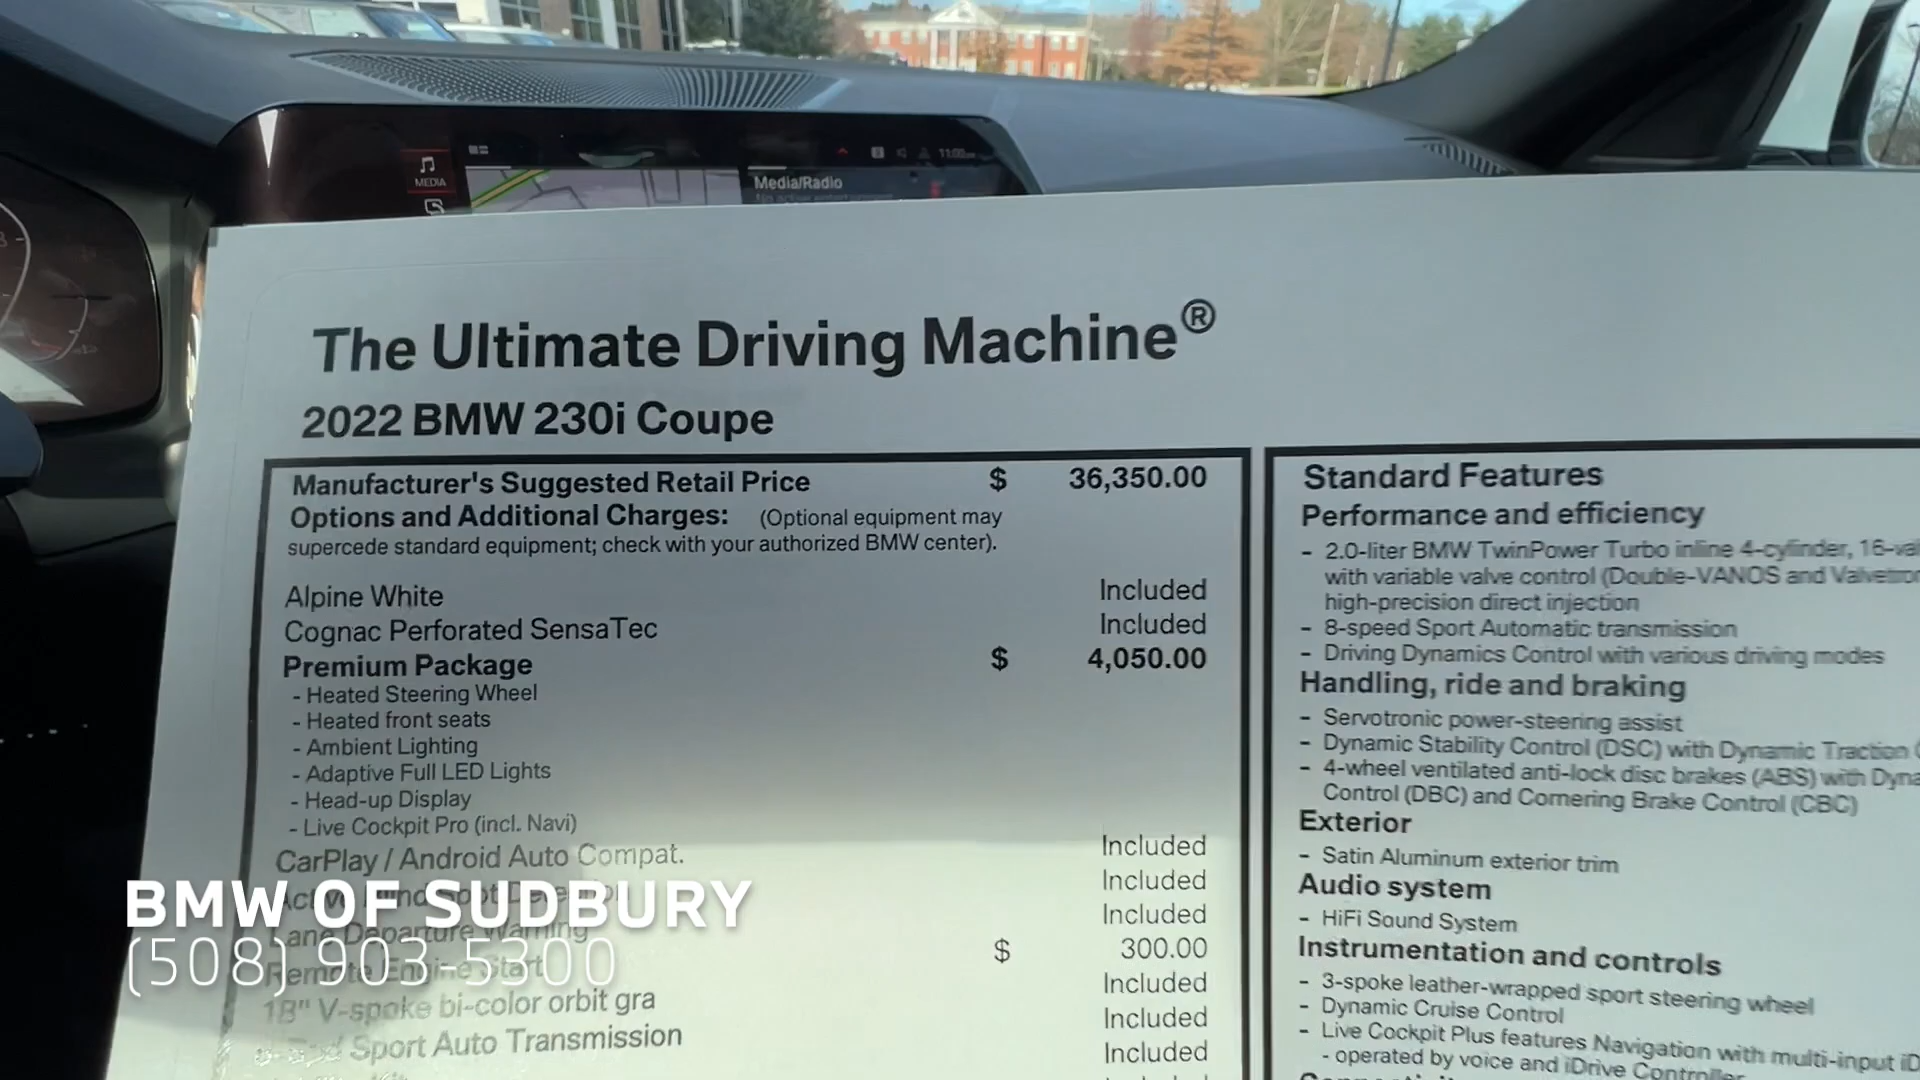 MEDIA
11:00
Media/Radio
The Ultimate Driving Machine®
2022 BMW 230i Coupe
Manufacturer's Suggested Retail Price $ 36,350.00
Options and Additional Charges: (Optional equipment may
supercede standard equipment; check with your authorized BMW center).
Alpine White Included
Cognac Perforated SensaTec Included
Premium Package $ 4,050.00
- Heated Steering Wheel
- Heated front seats
- Ambient Lighting
- Adaptive Full LED Lights
- Head-up Display
- Live Cockpit Pro (incl. Navi)
CarPlay / Android Auto Compat. Included
Included
Lane Departure Warning Included
Remote Engine Start $ 300.00
18" V-spoke bi-color orbit gra Included
Sport Auto Transmission Included
Included
Standard Features
Performance and efficiency
- 2.0-liter BMW TwinPower Turbo inline 4-cylinder, 16-val
with variable valve control (Double-VANOS and Valvetron
high-precision direct injection
- 8-speed Sport Automatic transmission
- Driving Dynamics Control with various driving modes
Handling, ride and braking
- Servotronic power-steering assist
- Dynamic Stability Control (DSC) with Dynamic Traction
- 4-wheel ventilated anti-lock disc brakes (ABS) with Dyna
Control (DBC) and Cornering Brake Control (CBC)
Exterior
- Satin Aluminum exterior trim
Audio system
- HiFi Sound System
Instrumentation and controls
- 3-spoke leather-wrapped sport steering wheel
- Dynamic Cruise Control
- Live Cockpit Plus features Navigation with multi-input iD
- operated by voice and iDrive Controller
BMW OF SUDBURY
(508) 903-5300